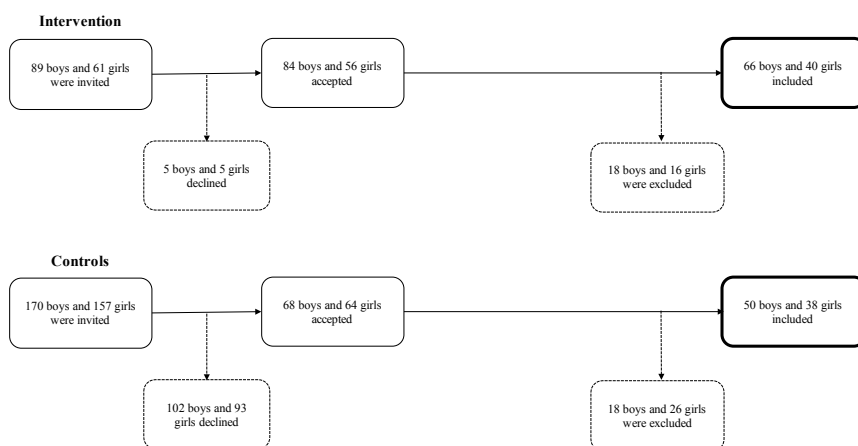 Intervention
89 boys and 61 girls
were invited
84 boys and 56 girls
accepted
66 boys and 40 girls
included
5 boys and 5 girls
declined
18 boys and 16 girls
were excluded
Controls
170 boys and 157 girls
were invited
68 boys and 64 girls
accepted
50 boys and 38 girls
included
102 boys and 93
girls declined
18 boys and 26 girls
were excluded